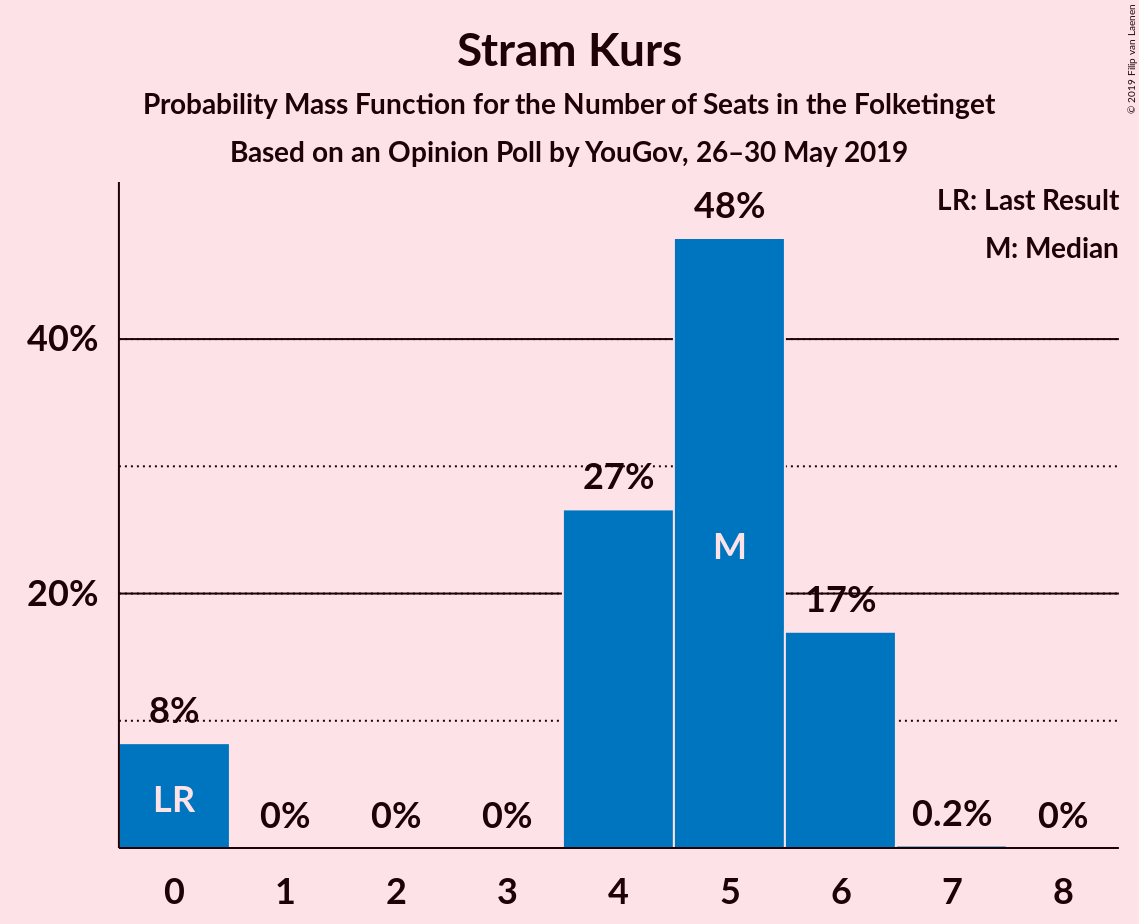 Stram Kurs
Probability Mass Function for the Number of Seats in the Folketinget
Based on an Opinion Poll by YouGov, 26–30 May 2019
© 2019 Filip van Laenen
LR: Last Result
M: Median
48%
40%
27%
M
20%
17%
8%
LR
0%
0%
0%
0.2%
0%
0 1 2 3 4 5 6 7 8